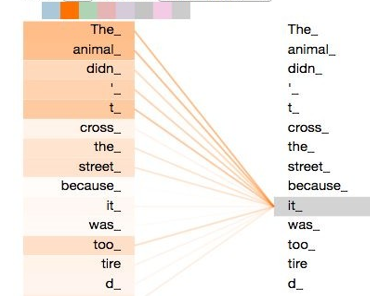 The_
animal_
didn_
'_
t_
cross_
the_
street_
because_
it_
was_
too_
tire
d_
The_
animal_
didn_
'_
t_
cross_
the_
street_
because_
it_
was_
too_
tire
d_